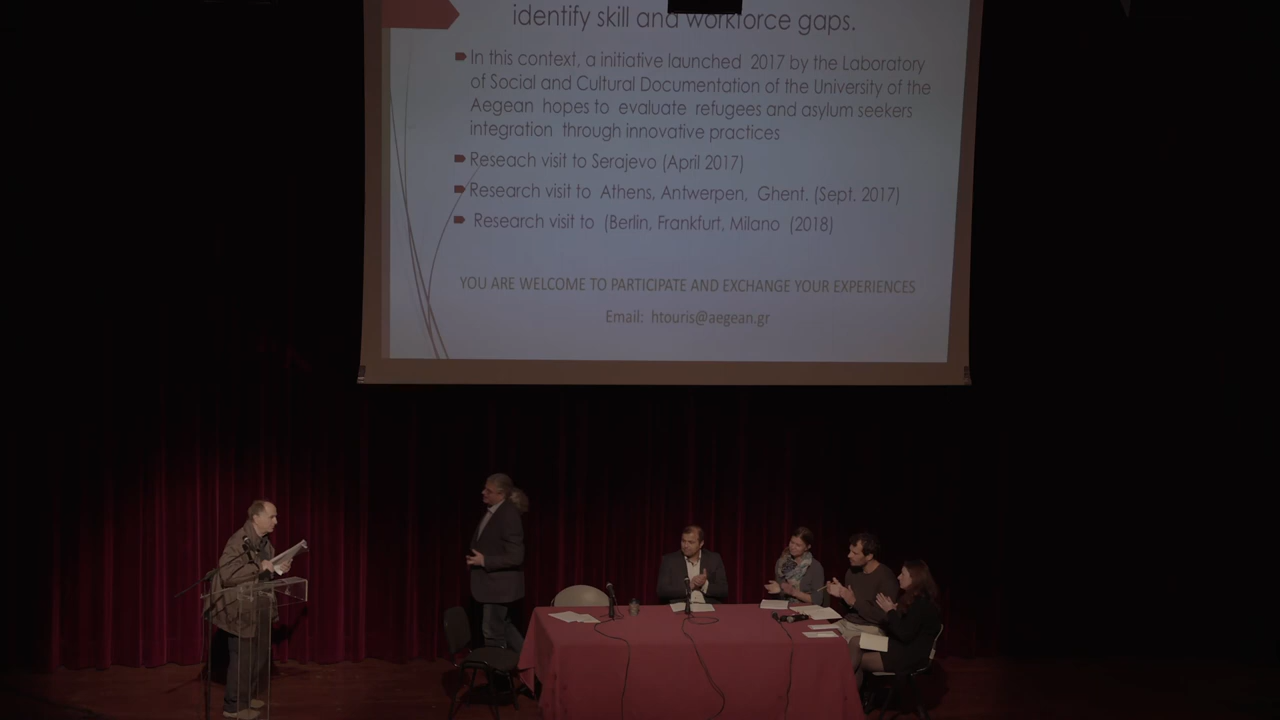 identify skill and workforce gaps.
In this context, a initiative launched 2017 by the Laboratory
of Social and Cultural Documentation of the University of the
Aegean hopes to evaluate refugees and asylum seekers
integration through innovative practices
Reseach visit to Serajevo (April 2017)
Research visit to Athens, Antwerpen, Ghent. (Sept. 2017)
Research visit to (Berlin, Frankfurt, Milano (2018)
YOU ARE WELCOME TO PARTICIPATE AND EXCHANGE YOUR EXPERIENCES
Email: htouris@aegean.gr